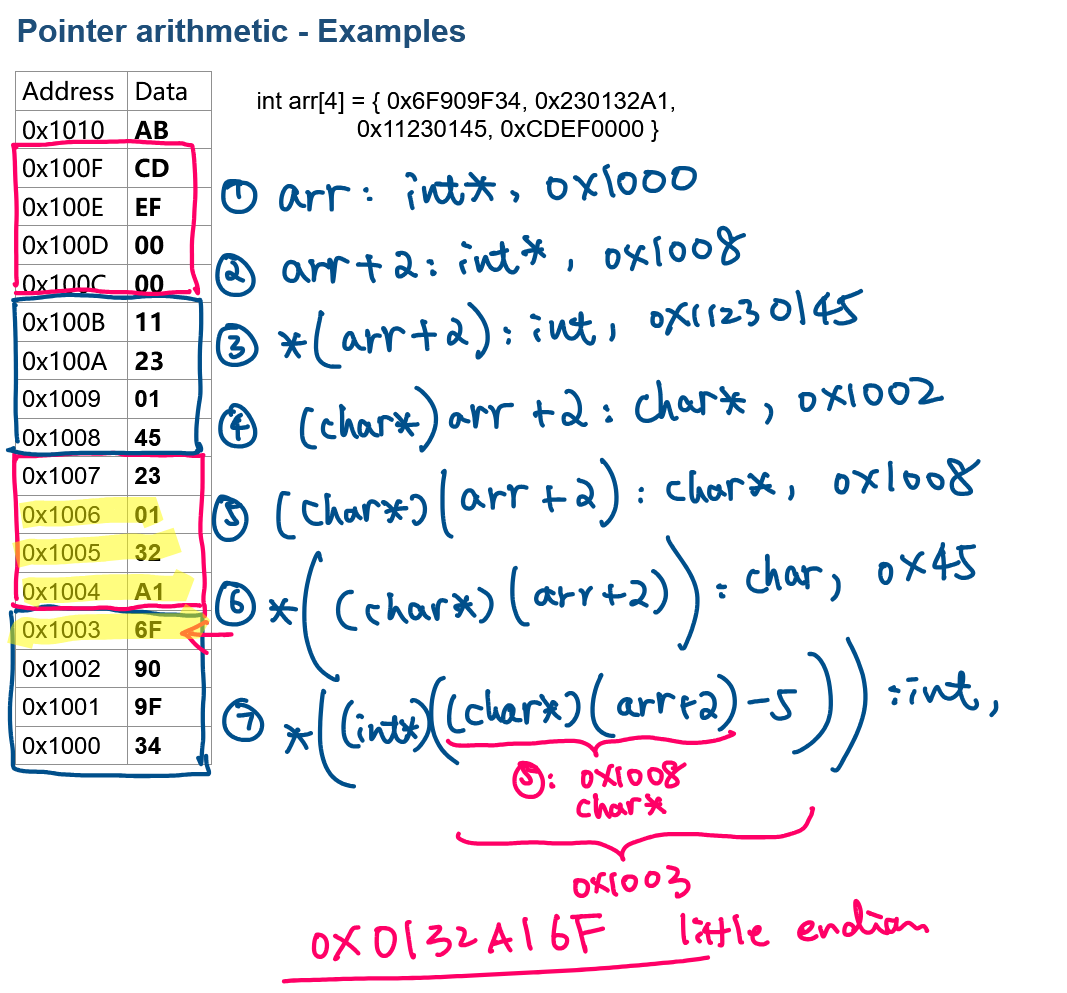 Pointer arithmetic - Examples
Address Data
0x1010 AB
0x100F CD
0x100E EF
0x100D 00
0x100C 00
0x100B 11
0x100A 23
0x1009 01
0x1008 45
0x1007 23
0x1006 01
0x1005 32
0x1004 A1
0x1003 6F
0x1002 90
0x1001 9F
0x1000 34
int arr[4] = { 0x6F909F34, 0x230132A1,
0x11230145, 0xCDEF0000 }
① arr: int*, 0x1000
② arr+2: int*, 0x1008
③ *(arr+2): int, 0x11230145
④ (char*)arr+2: char*, 0x1002
⑤ (char*)(arr+2): char*, 0x1008
⑥ *((char*)(arr+2)): char, 0x45
⑦ *((int*)((char*)(arr+2)-5)): int,
⑤: 0x1008
char*
0x1003
0x0132A16F little endian